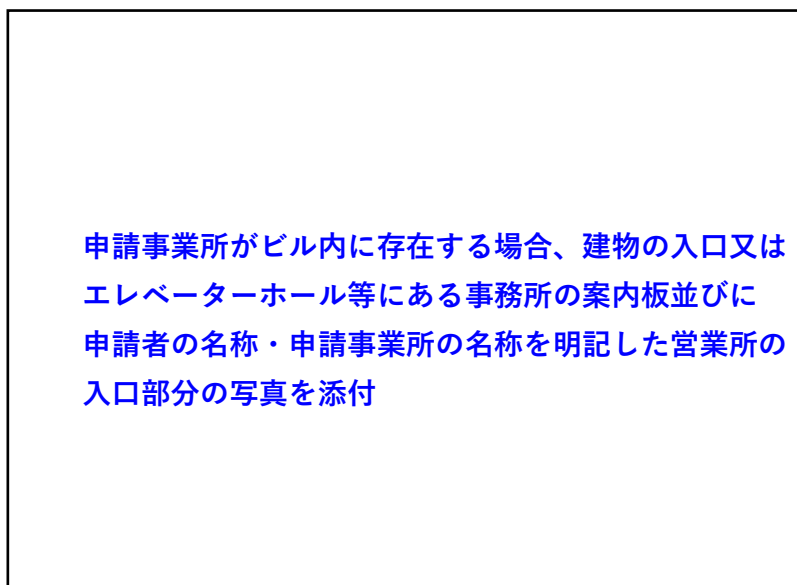 申請事業所がビル内に存在する場合、建物の入口又は
エレベーターホール等にある事務所の案内板並びに
申請者の名称・申請事業所の名称を明記した営業所の
入口部分の写真を添付